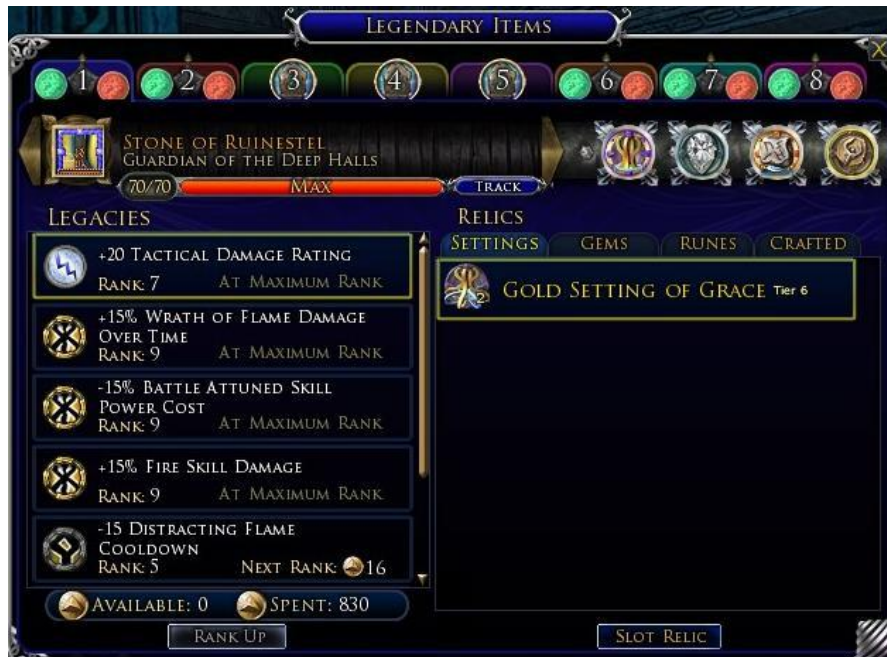 Legendary Items
1 2 3 4 5 6 7 8
Stone of Ruinestel
Guardian of the Deep Halls
70/70 Max Track
Legacies
Relics
Settings Gems Runes Crafted
+20 Tactical Damage Rating
Rank: 7 At Maximum Rank
+15% Wrath of Flame Damage
Over Time
Rank: 9 At Maximum Rank
-15% Battle Attuned Skill
Power Cost
Rank: 9 At Maximum Rank
+15% Fire Skill Damage
Rank: 9 At Maximum Rank
-15 Distracting Flame
Cooldown
Rank: 5 Next Rank: 16
Available: 0 Spent: 830
Rank Up
2 Gold Setting of Grace Tier 6
Slot Relic